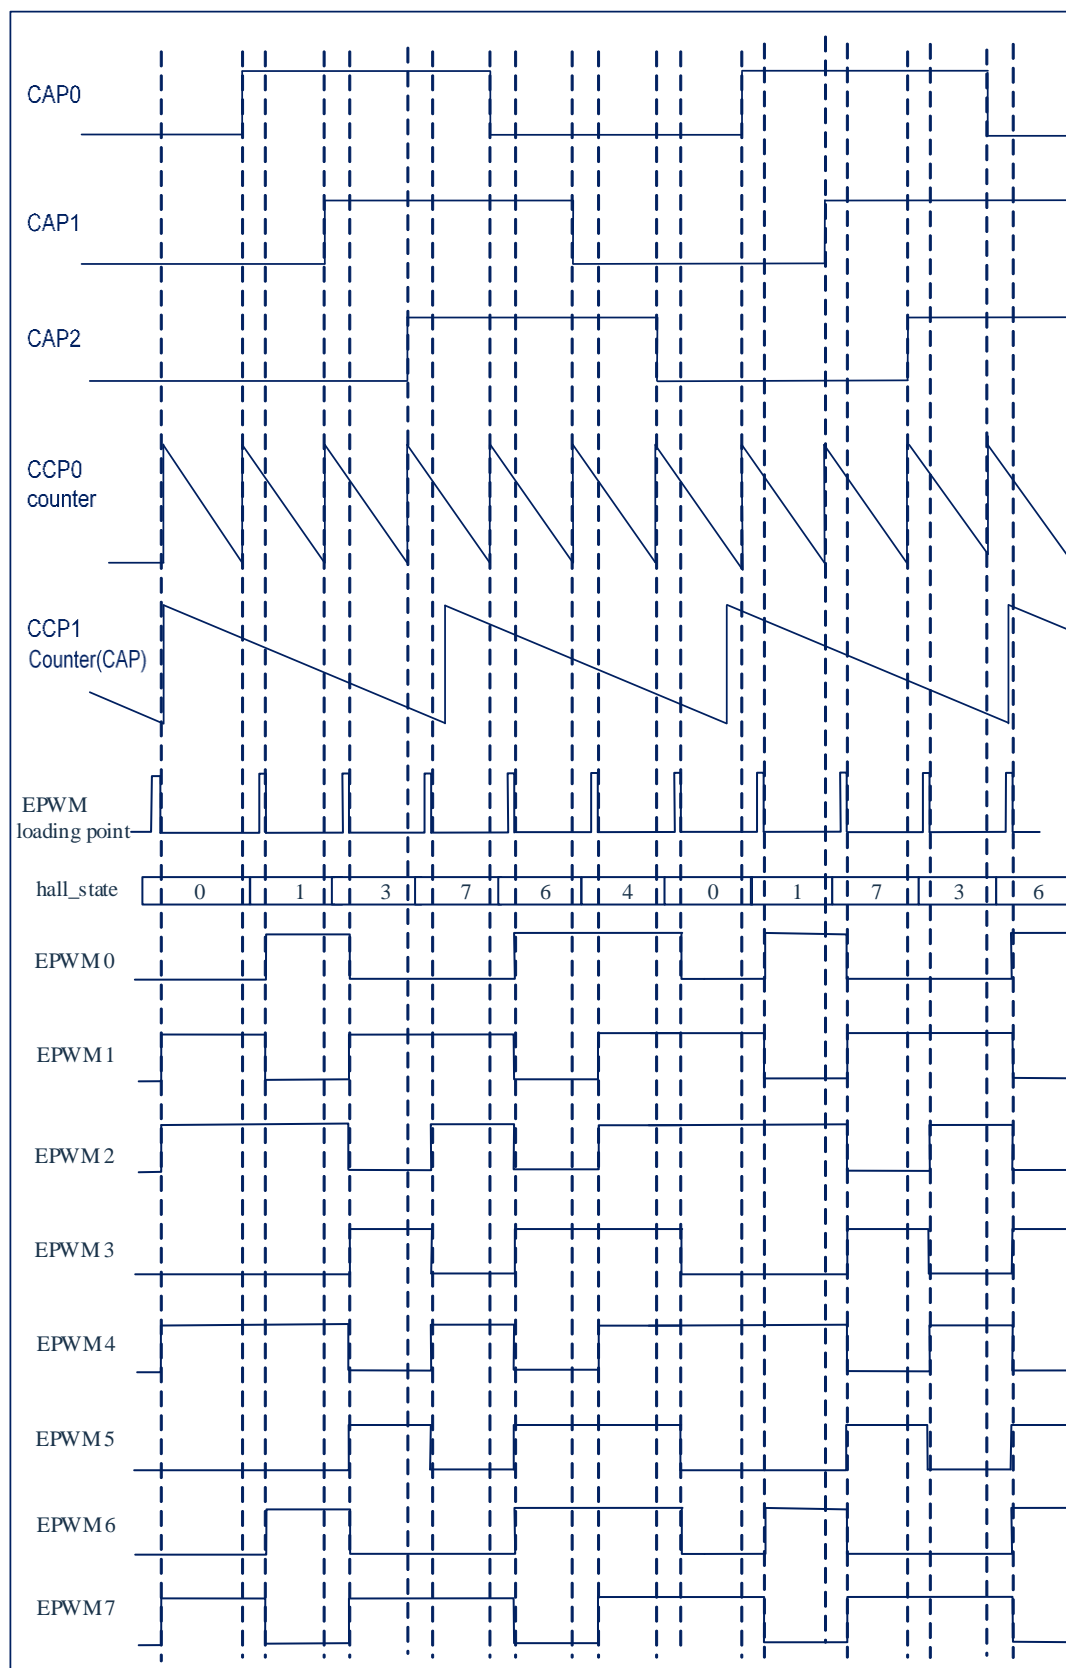 CAP0
CAP1
CAP2
CCP0
counter
CCP1
Counter(CAP)
EPWM
loading point
hall_state 0 1 3 7 6 4 0 1 7 3 6
EPWM0
EPWM1
EPWM2
EPWM3
EPWM4
EPWM5
EPWM6
EPWM7